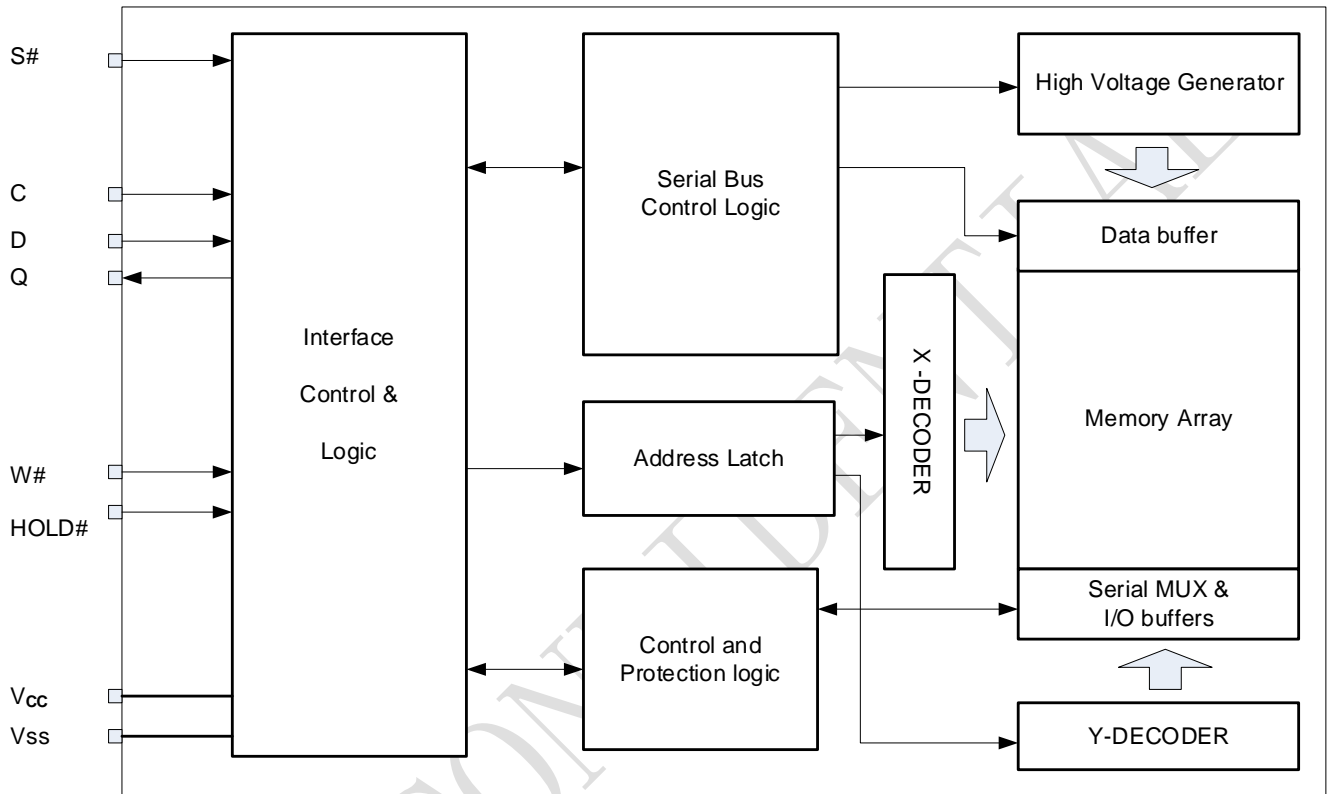 S#
C
D
Q
W#
HOLD#
Vcc
Vss
Interface
Control &
Logic
Serial Bus
Control Logic
Address Latch
Control and
Protection logic
X -DECODER
High Voltage Generator
Data buffer
Memory Array
Serial MUX &
I/O buffers
Y-DECODER
CONFIDENTIAL